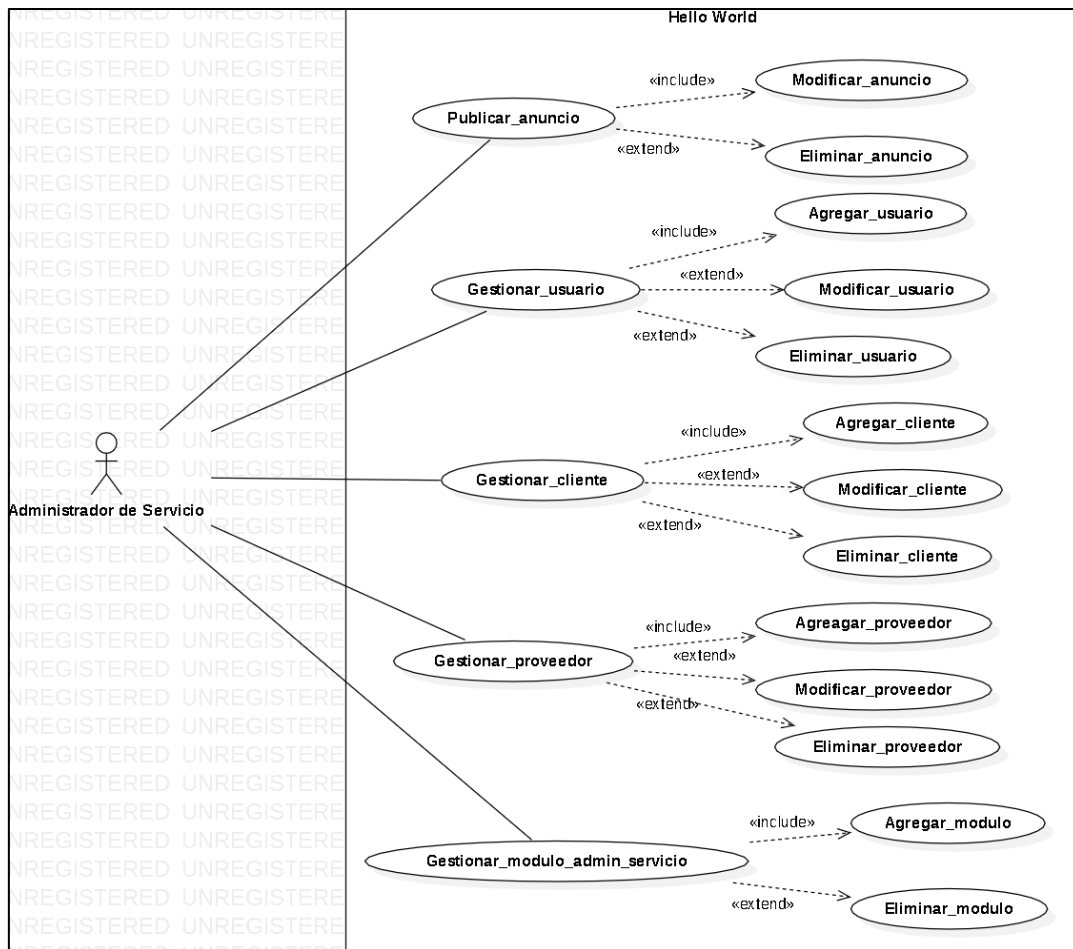 Hello World
«include»
Modificar_anuncio
Publicar_anuncio
«extend»
Eliminar_anuncio
Agregar_usuario
«include»
«extend»
Gestionar_usuario
Modificar_usuario
«extend»
Eliminar_usuario
Agregar_cliente
«include»
«extend»
Gestionar_cliente
Modificar_cliente
Administrador de Servicio
«extend»
Eliminar_cliente
Agreagar_proveedor
«include»
«extend»
Gestionar_proveedor
Modificar_proveedor
«extend»
Eliminar_proveedor
«include»
Agregar_modulo
Gestionar_modulo_admin_servicio
«extend»
Eliminar_modulo
UNREGISTERED